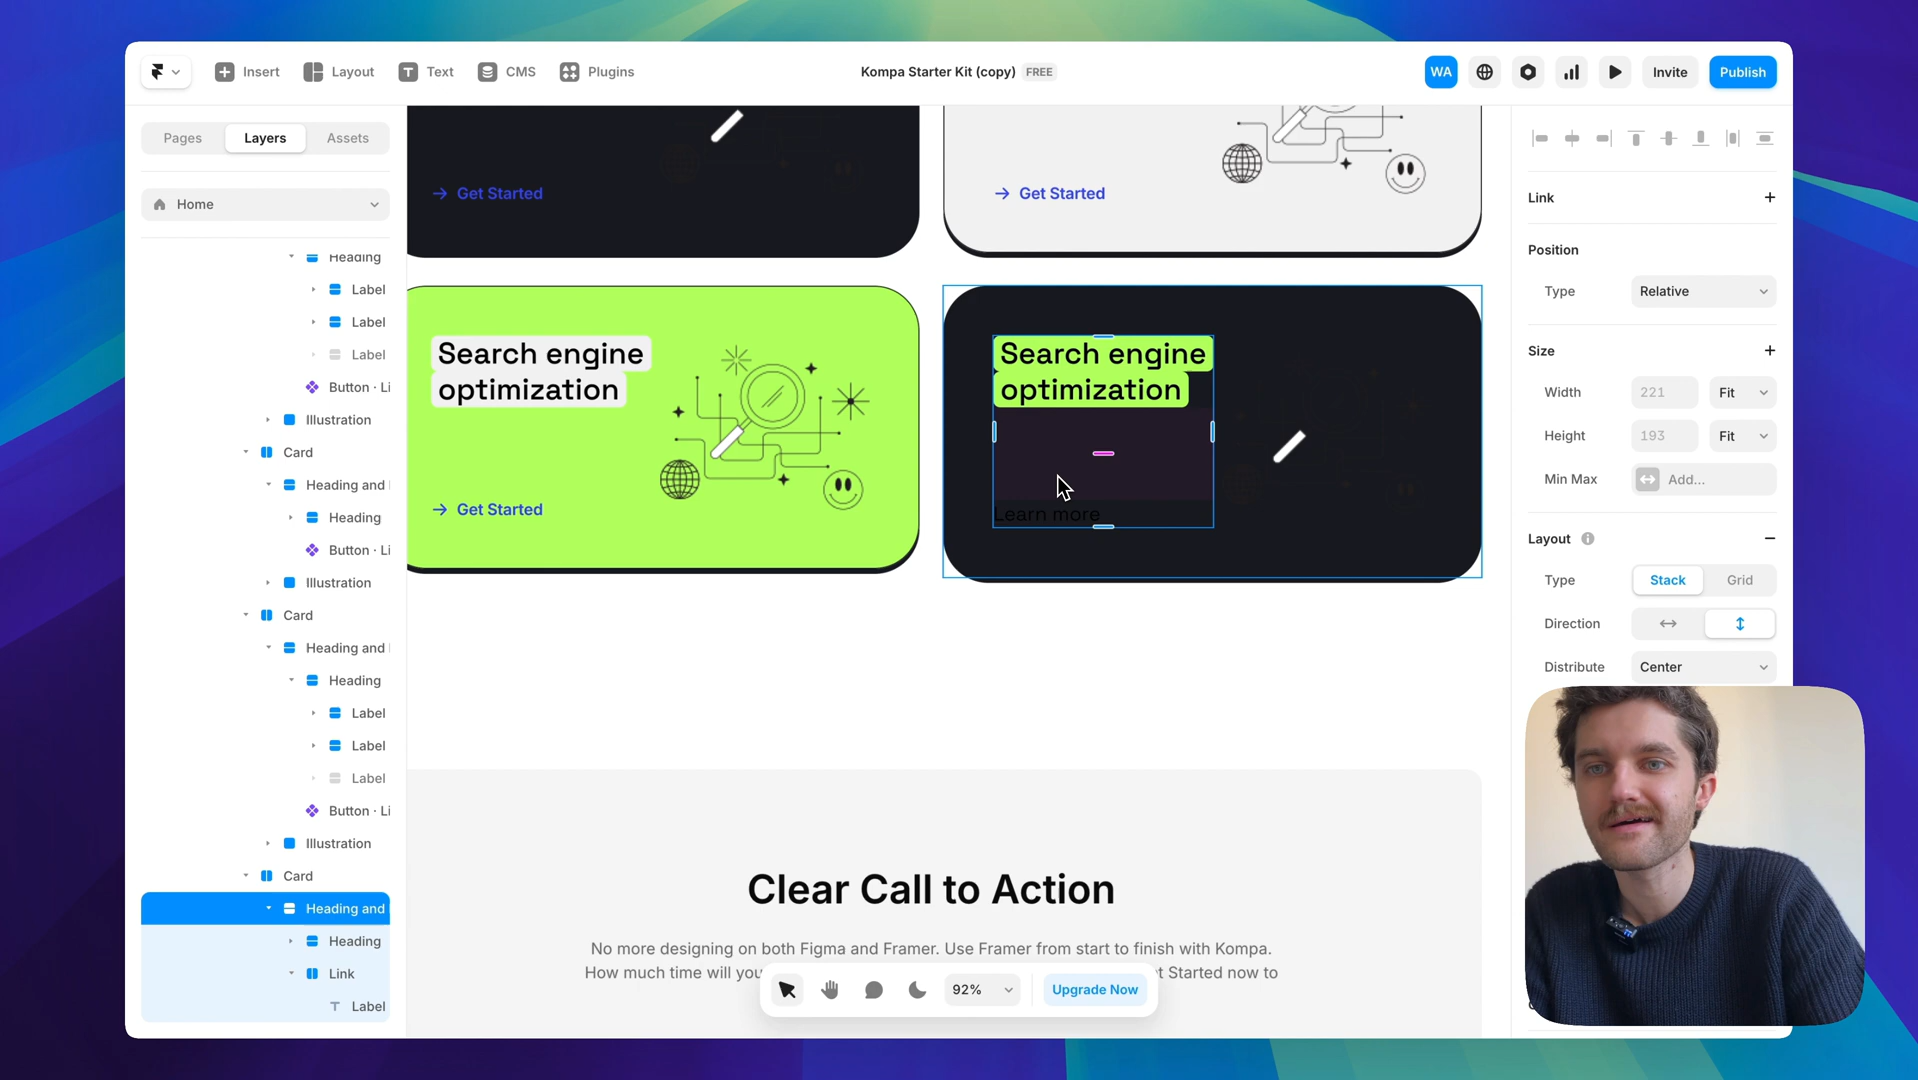 Insert
Layout
Text
CMS
Plugins
Kompa Starter Kit (copy)
FREE
WA
Invite
Publish
Pages
Layers
Assets
Home
Heading
Label
Label
Label
Button · Li
Illustration
Card
Heading and
Heading
Button · Li
Illustration
Card
Heading and
Heading
Label
Label
Label
Button · Li
Illustration
Card
Heading and
Heading
Link
Label
Get Started
Get Started
Search engine
optimization
Get Started
Search engine
optimization
Learn more
Clear Call to Action
No more designing on both Figma and Framer. Use Framer from start to finish with Kompa.
How much time will you
t Started now to
92%
Upgrade Now
Link
Position
Type
Relative
Size
Width
221
Fit
Height
193
Fit
Min Max
Add...
Layout
Type
Stack
Grid
Direction
Distribute
Center